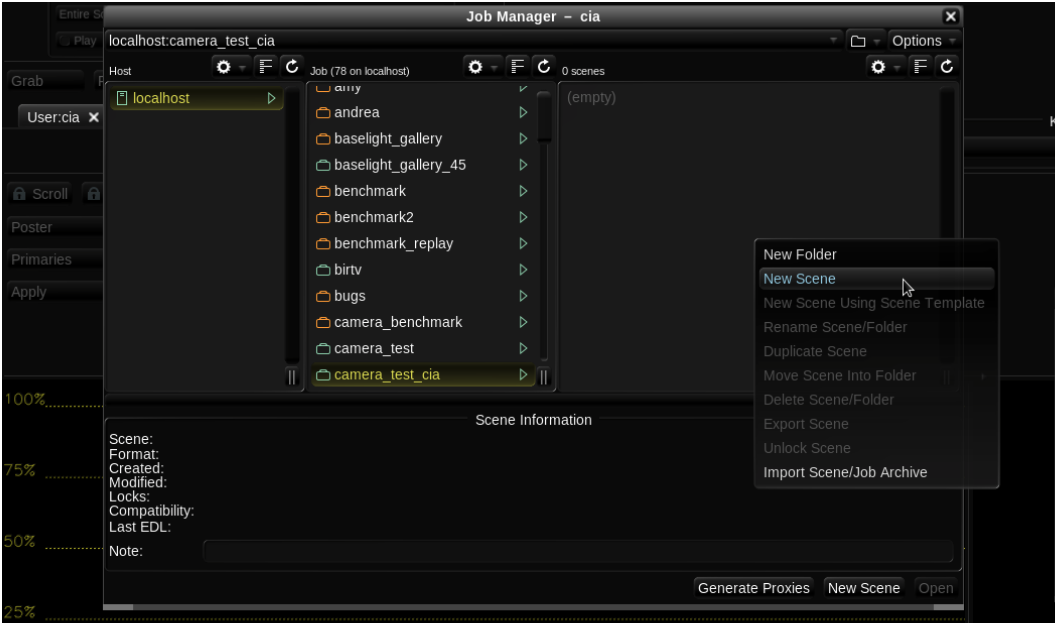 Entire
Job Manager – cia
Play
localhost:camera_test_cia
Options
Host
Job (78 on localhost)
0 scenes
Grab
User:cia
localhost
amy
andrea
baselight_gallery
baselight_gallery_45
benchmark
benchmark2
benchmark_replay
birtv
bugs
camera_benchmark
camera_test
camera_test_cia
(empty)
Scroll
Poster
Primaries
Apply
New Folder
New Scene
New Scene Using Scene Template
Rename Scene/Folder
Duplicate Scene
Move Scene Into Folder
Delete Scene/Folder
Export Scene
Unlock Scene
Import Scene/Job Archive
100%
75%
50%
25%
Scene Information
Scene:
Format:
Created:
Modified:
Locks:
Compatibility:
Last EDL:
Note:
Generate Proxies
New Scene
Open